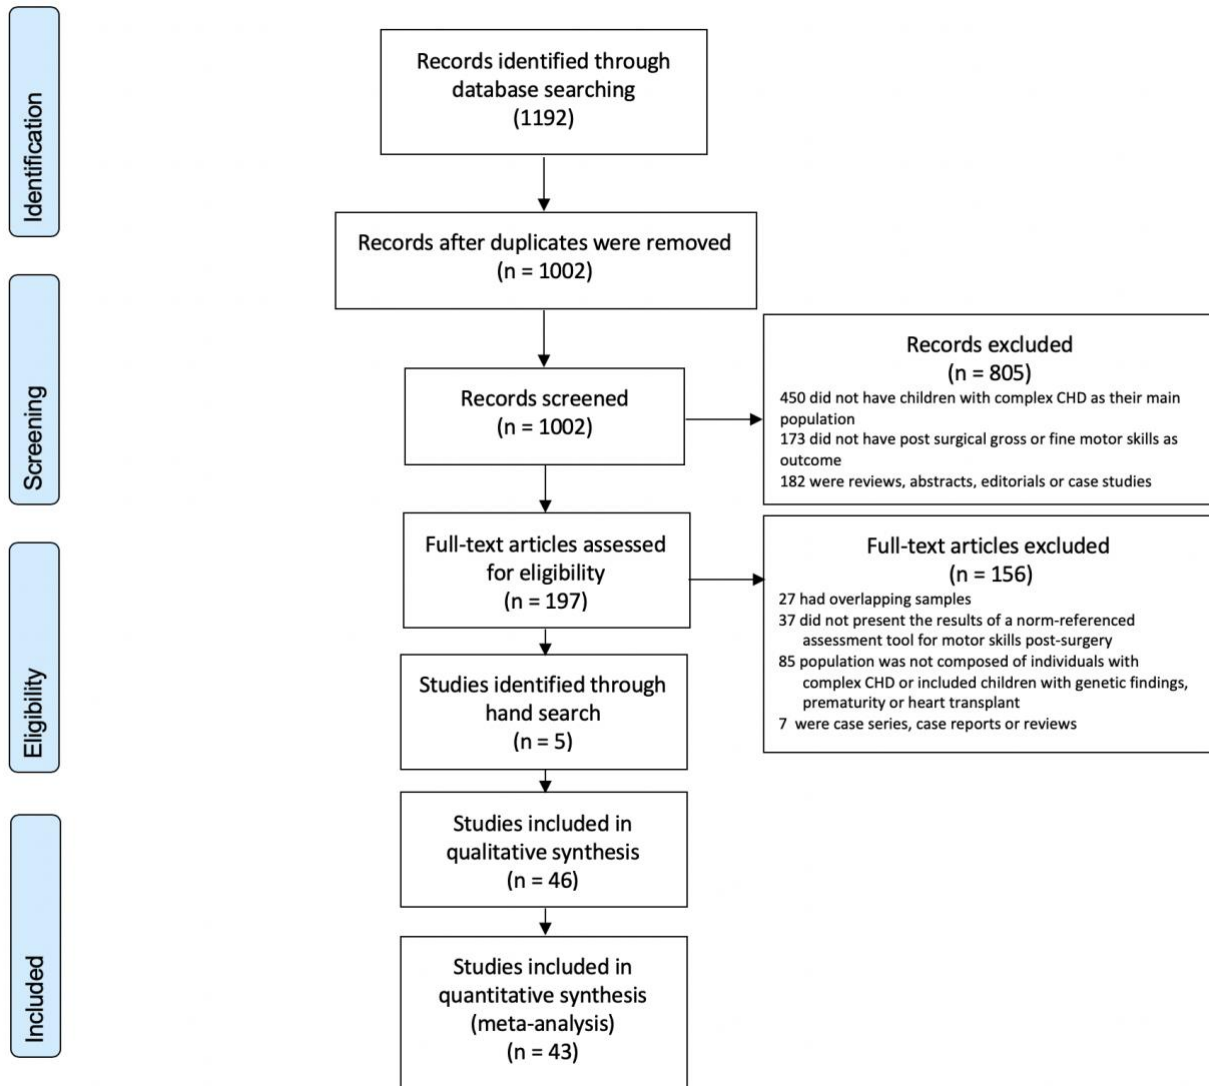 Identification
Records identified through
database searching
(1192)
Records after duplicates were removed
(n = 1002)
Screening
Records screened
(n = 1002)
Records excluded
(n = 805)
450 did not have children with complex CHD as their main
population
173 did not have post surgical gross or fine motor skills as
outcome
182 were reviews, abstracts, editorials or case studies
Eligibility
Full-text articles assessed
for eligibility
(n = 197)
Full-text articles excluded
(n = 156)
27 had overlapping samples
37 did not present the results of a norm-referenced
assessment tool for motor skills post-surgery
85 population was not composed of individuals with
complex CHD or included children with genetic findings,
prematurity or heart transplant
7 were case series, case reports or reviews
Studies identified through
hand search
(n = 5)
Included
Studies included in
qualitative synthesis
(n = 46)
Studies included in
quantitative synthesis
(meta-analysis)
(n = 43)